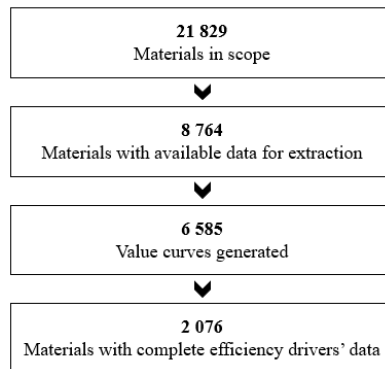 21 829
Materials in scope
8 764
Materials with available data for extraction
6 585
Value curves generated
2 076
Materials with complete efficiency drivers’ data